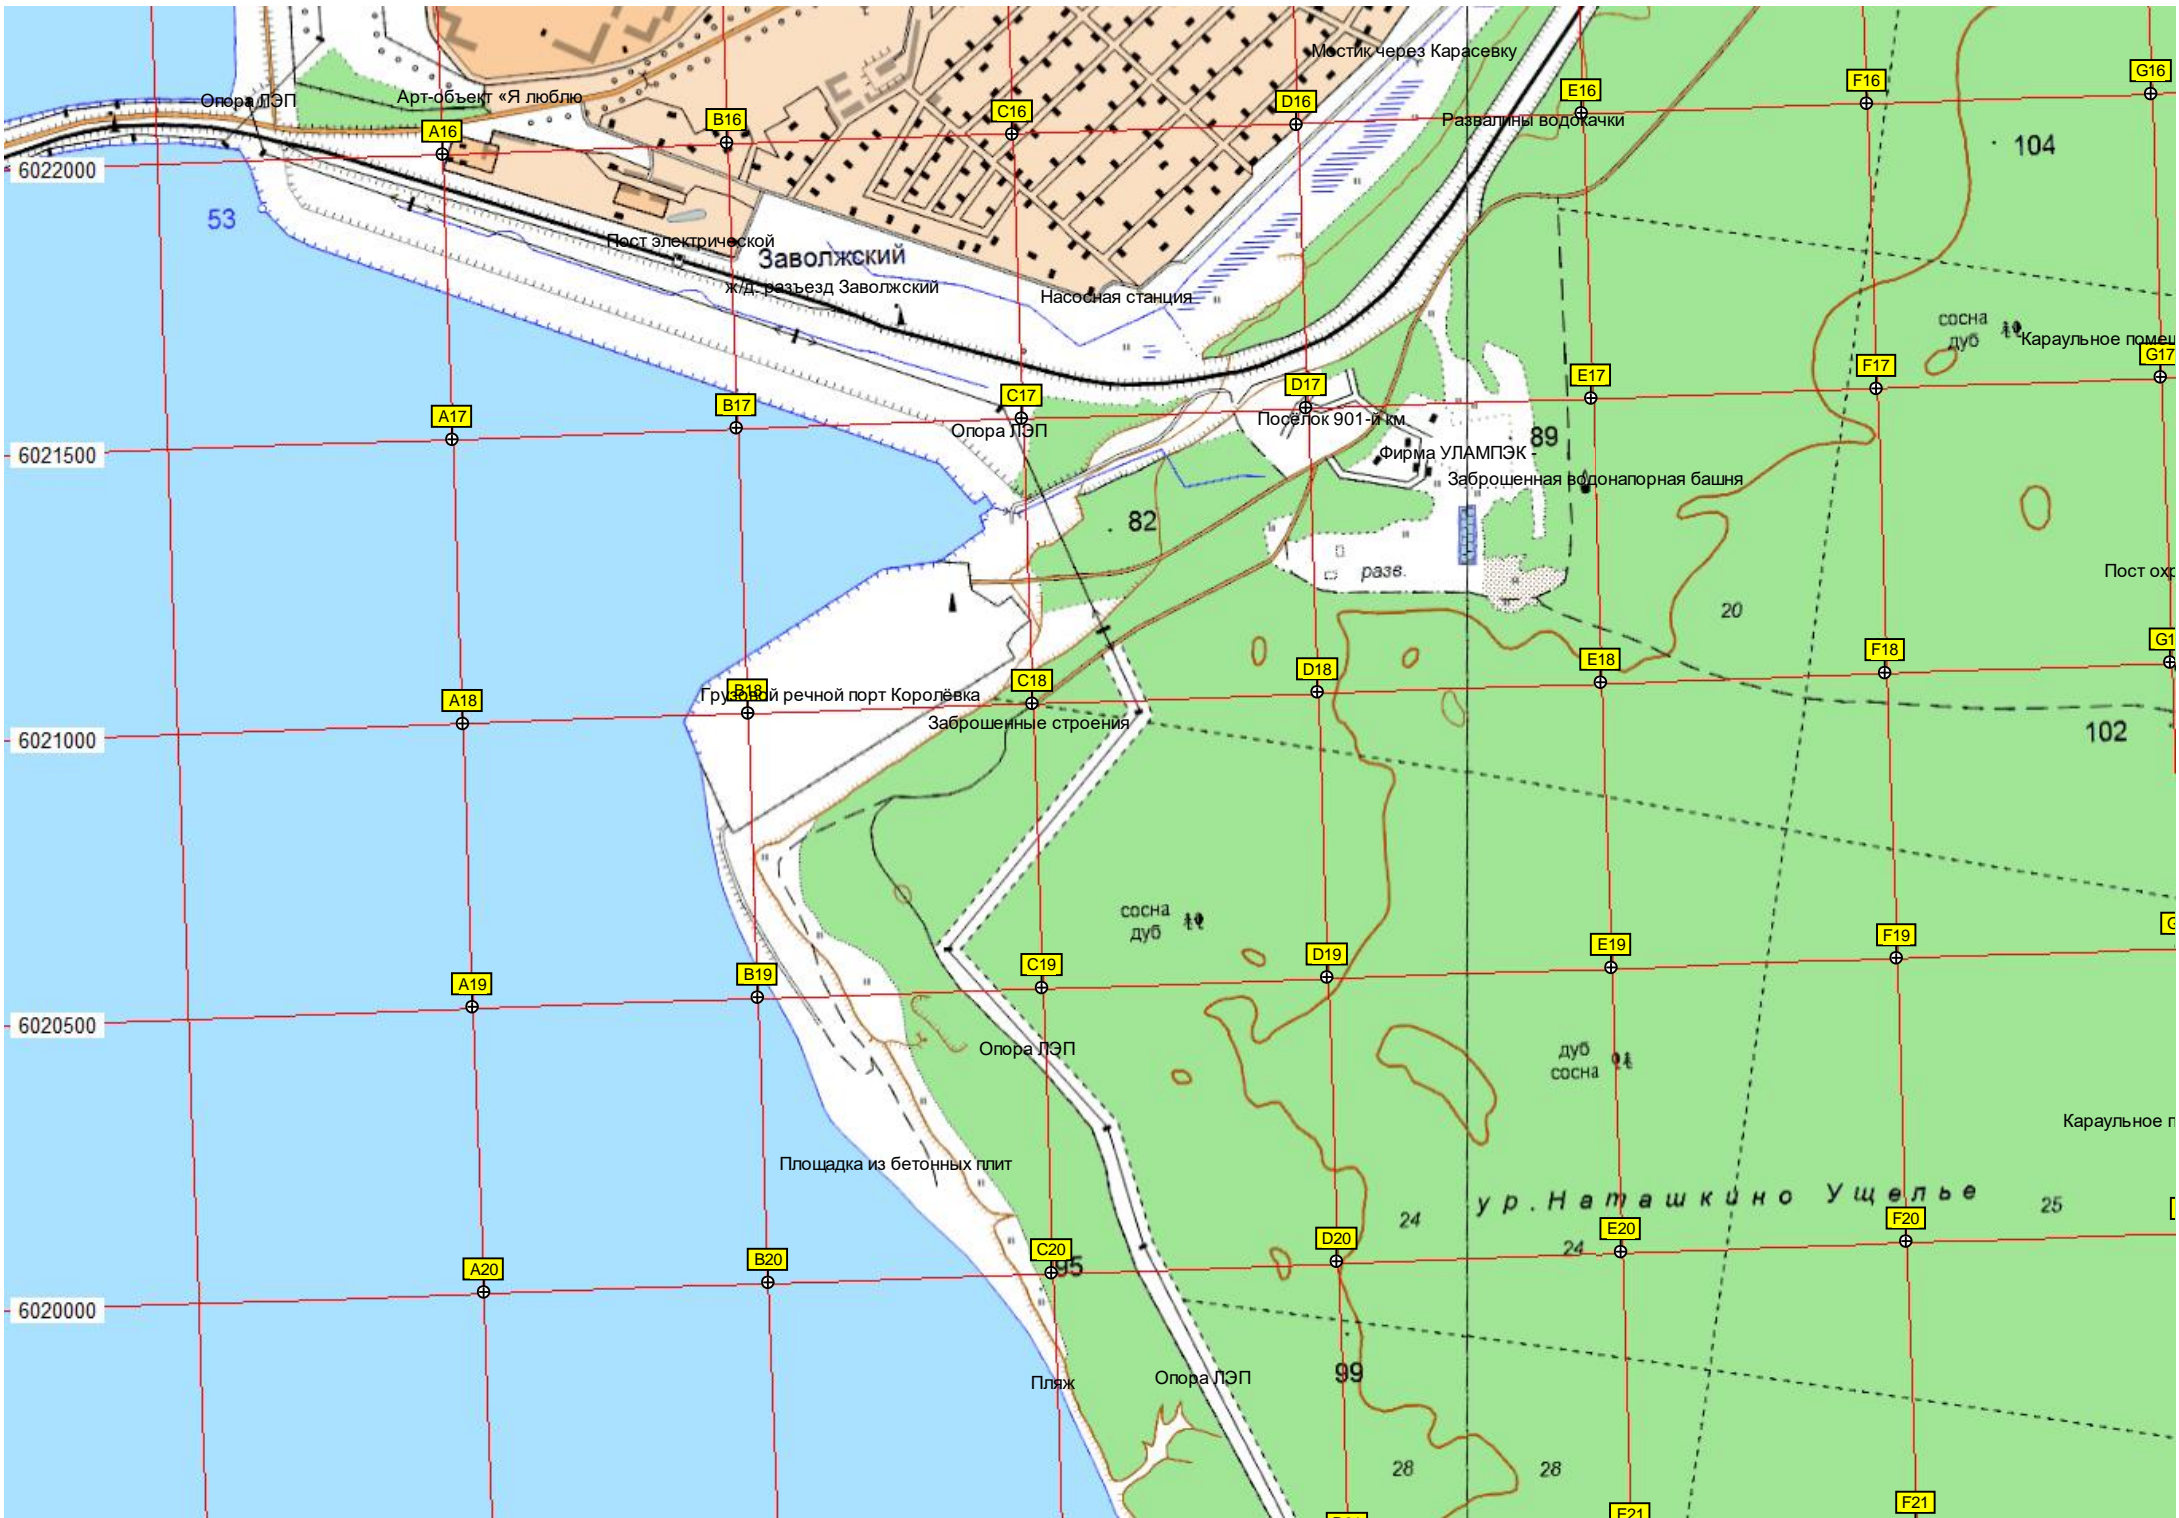 Мостик через Карасевку
G16
F16
E16
Опора ЛЭП
Арт-объект «Я люблю
D16
C16
B16
Развалины водокачки
A16
104
6022000
53
Пост электрической
Заволжский
ж/д. разъезд Заволжский
Насосная станция
сосна
дуб
Караульное помещ
G17
F17
E17
D17
C17
B17
A17
Посёлок 901-й км
Опора ЛЭП
89
Фирма УЛАМПЭК -
6021500
Заброшенная водонапорная башня
82
разв.
Пост охр
20
G1
F18
E18
D18
C18
B18
Грузовой речной порт Королёвка
A18
Заброшенные строения
102
6021000
сосна
дуб
G
F19
E19
D19
C19
B19
A19
6020500
Опора ЛЭП
дуб
сосна
Караульное п
Площадка из бетонных плит
ур. Наташкино Ущелье
24
25
F20
E20
D20
C20
B20
A20
24
95
6020000
99
Пляж
Опора ЛЭП
28
28
F21
E21